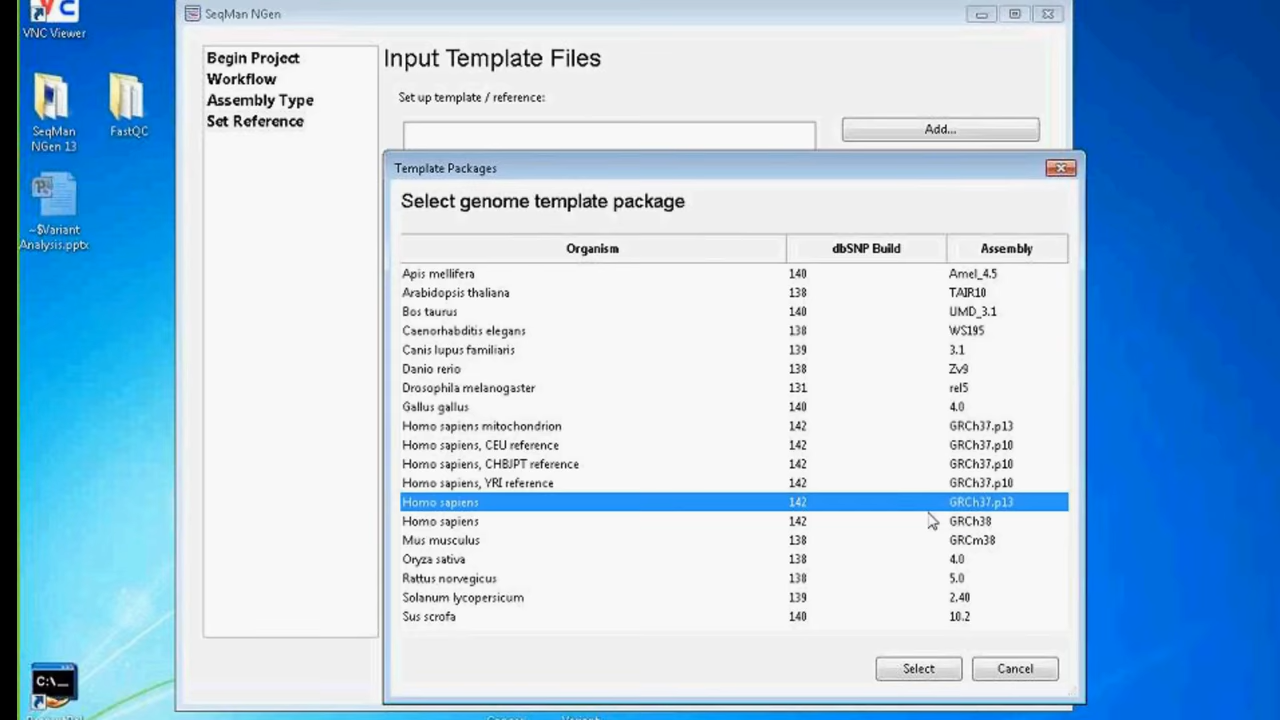 VNC Viewer
SeqMan NGen 13
FastQC
~$Variant Analysis.pptx
C:\_
SeqMan NGen
Begin Project
Workflow
Assembly Type
Set Reference
Input Template Files
Set up template / reference:
Add...
Template Packages
Select genome template package
Organism dbSNP Build Assembly
Apis mellifera 140 Amel_4.5
Arabidopsis thaliana 138 TAIR10
Bos taurus 140 UMD_3.1
Caenorhabditis elegans 138 WS195
Canis lupus familiaris 139 3.1
Danio rerio 138 Zv9
Drosophila melanogaster 131 rel5
Gallus gallus 140 4.0
Homo sapiens mitochondrion 142 GRCh37.p13
Homo sapiens, CEU reference 142 GRCh37.p10
Homo sapiens, CHBJPT reference 142 GRCh37.p10
Homo sapiens, YRI reference 142 GRCh37.p10
Homo sapiens 142 GRCh37.p13
Homo sapiens 142 GRCh38
Mus musculus 138 GRCm38
Oryza sativa 138 4.0
Rattus norvegicus 138 5.0
Solanum lycopersicum 139 2.40
Sus scrofa 140 10.2
Select
Cancel